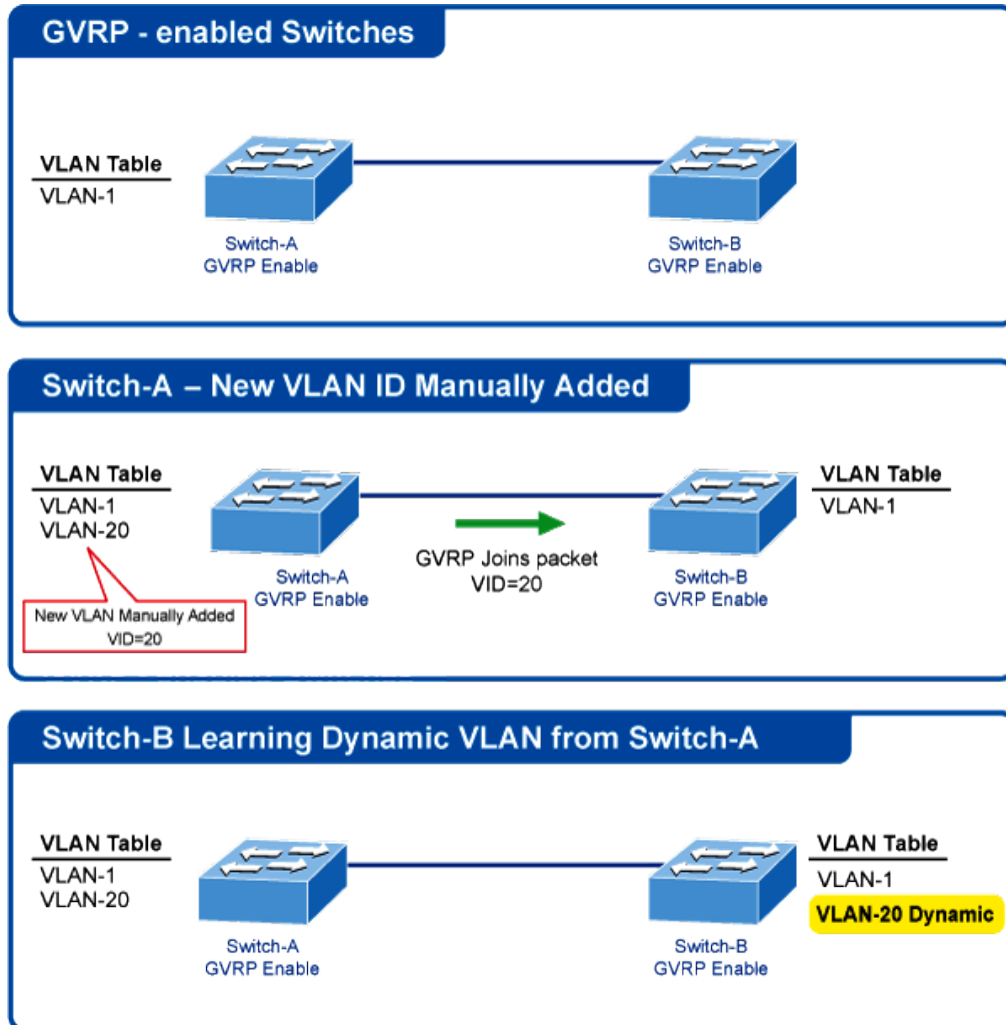 GVRP - enabled Switches
VLAN Table
VLAN-1
Switch-A
GVRP Enable
Switch-B
GVRP Enable
Switch-A – New VLAN ID Manually Added
VLAN Table
VLAN-1
VLAN-20
New VLAN Manually Added
VID=20
Switch-A
GVRP Enable
GVRP Joins packet
VID=20
Switch-B
GVRP Enable
VLAN Table
VLAN-1
Switch-B Learning Dynamic VLAN from Switch-A
VLAN Table
VLAN-1
VLAN-20
Switch-A
GVRP Enable
Switch-B
GVRP Enable
VLAN Table
VLAN-1
VLAN-20 Dynamic